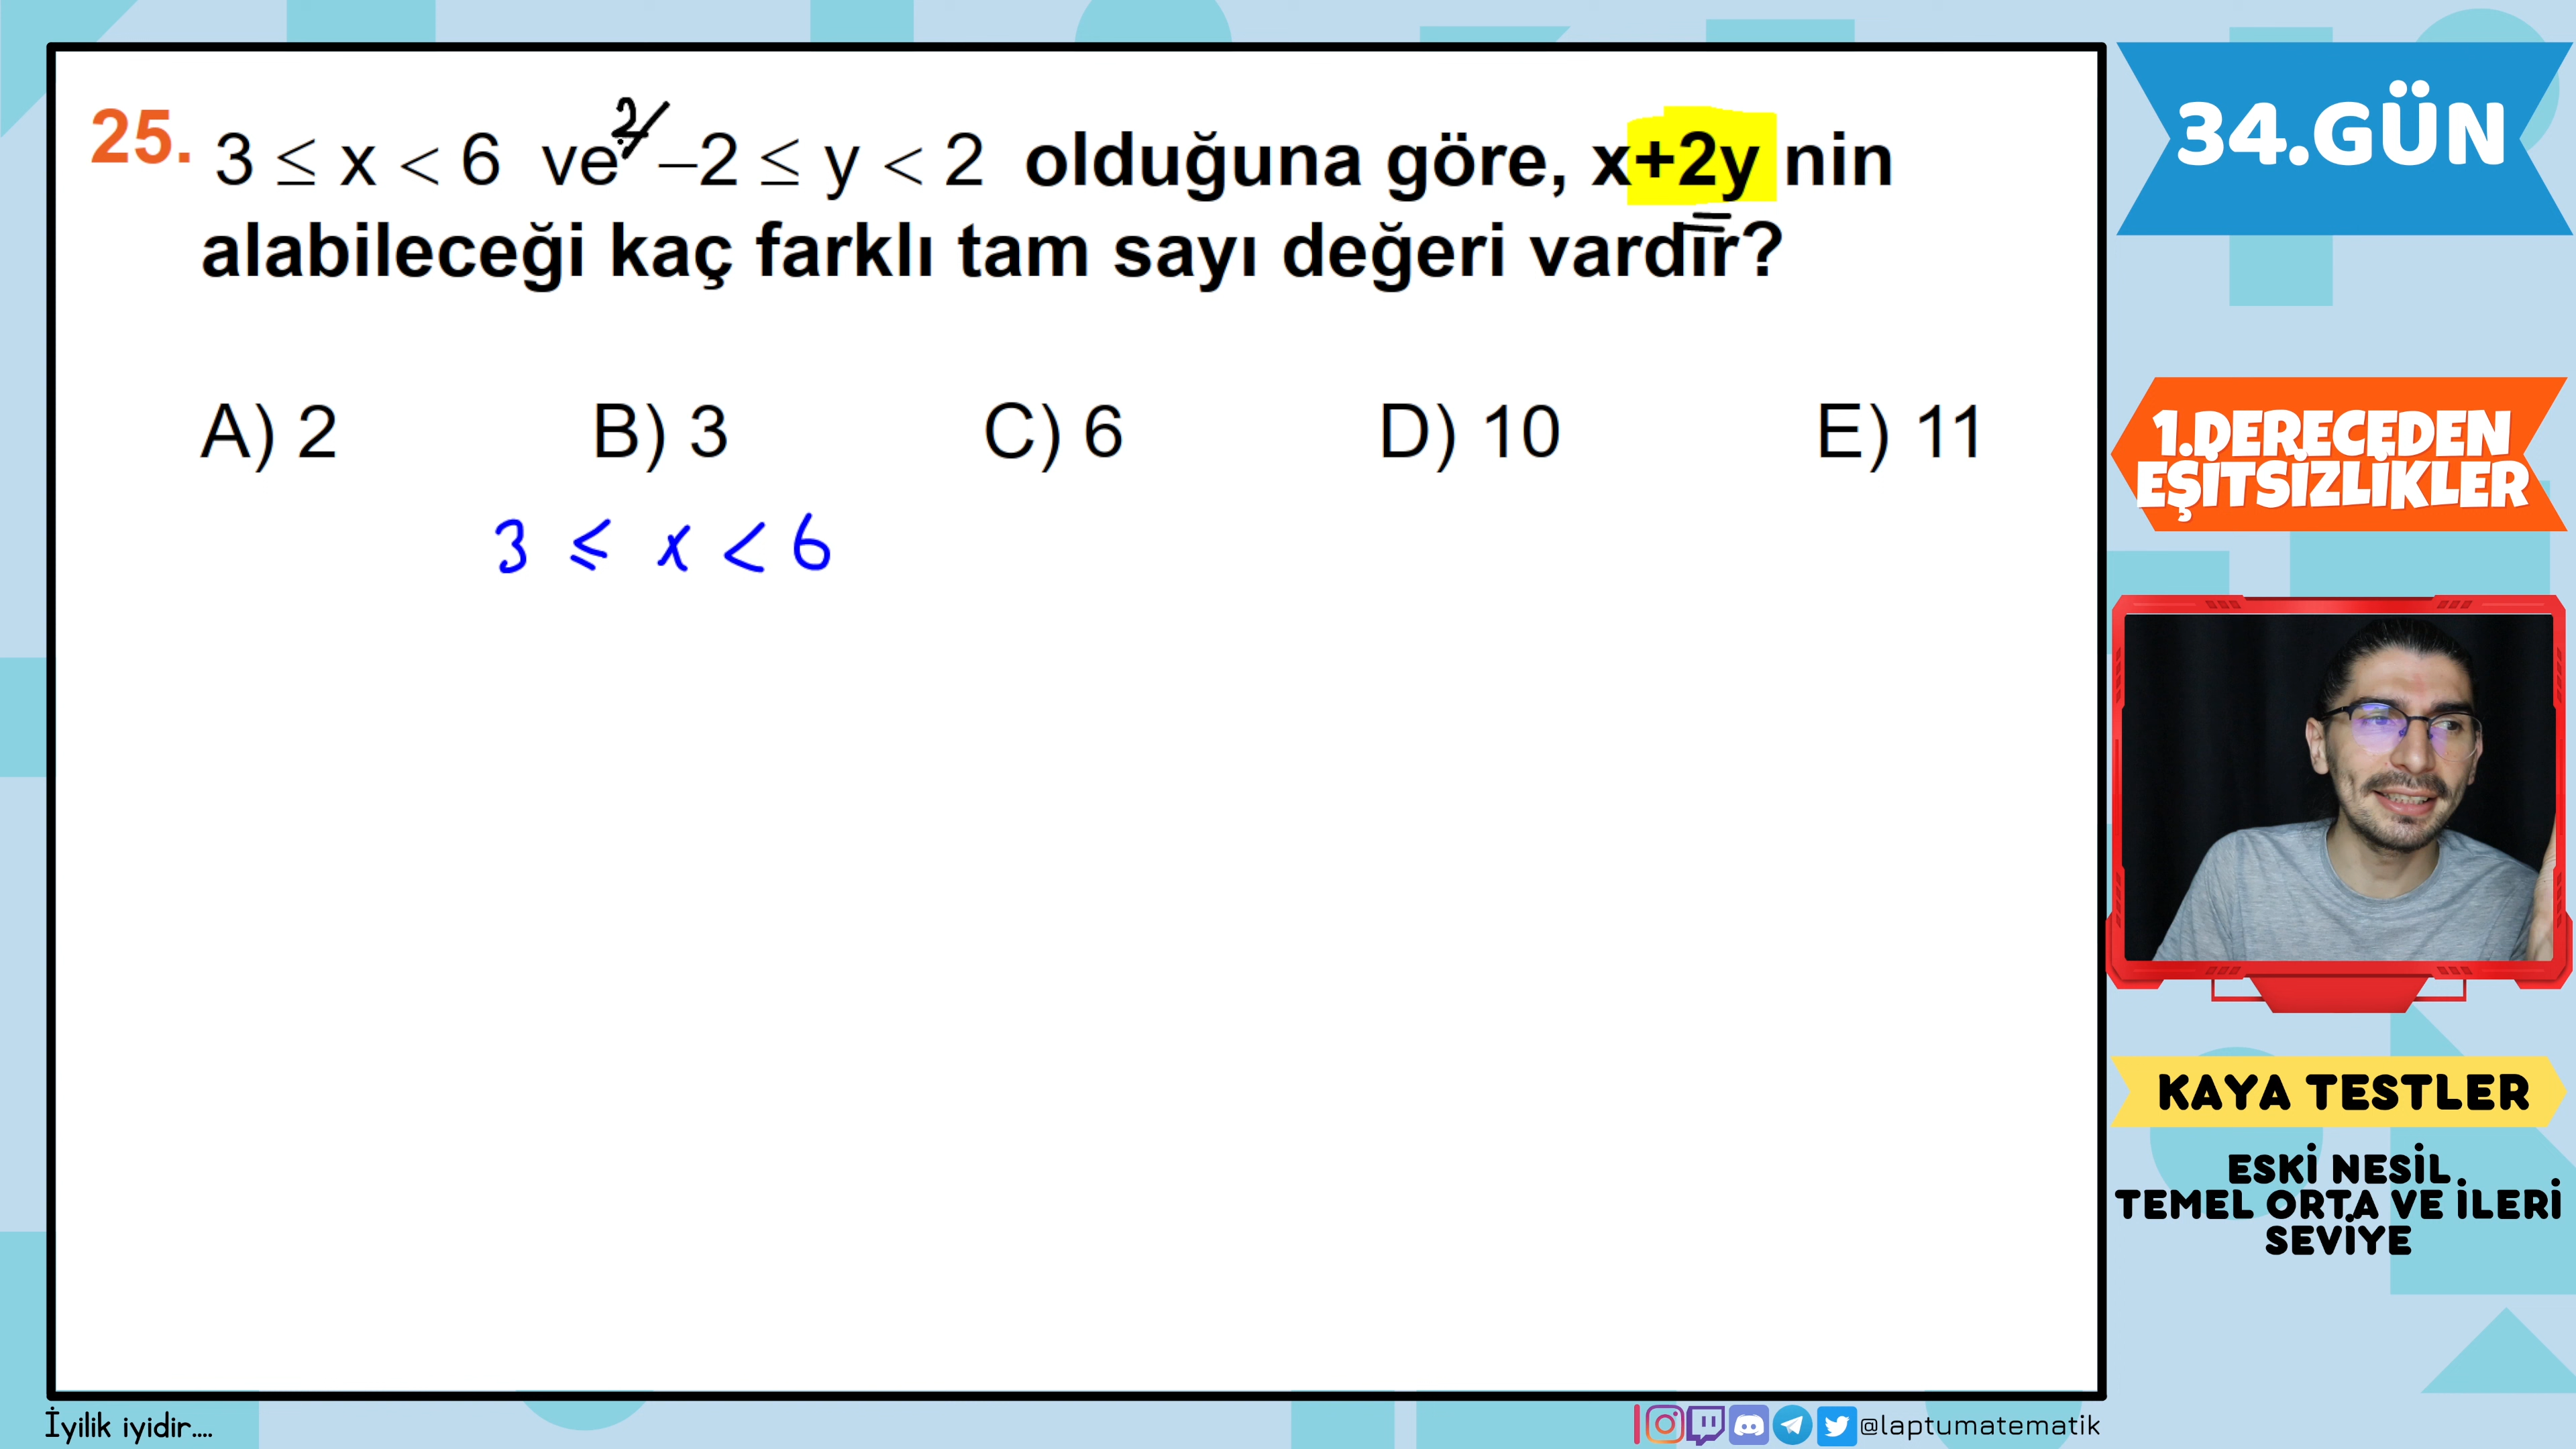 34.GÜN
25. 3 ≤ x < 6 ve –2 ≤ y < 2 olduğuna göre, x+2y nin
alabileceği kaç farklı tam sayı değeri vardır?
A) 2 B) 3 C) 6 D) 10 E) 11
3 ≤ x < 6
1.DERECEDEN
EŞİTSİZLİKLER
KAYA TESTLER
ESKİ NESİL
TEMEL ORTA VE İLERİ
SEVİYE
İyilik iyidir....
@laptumatematik